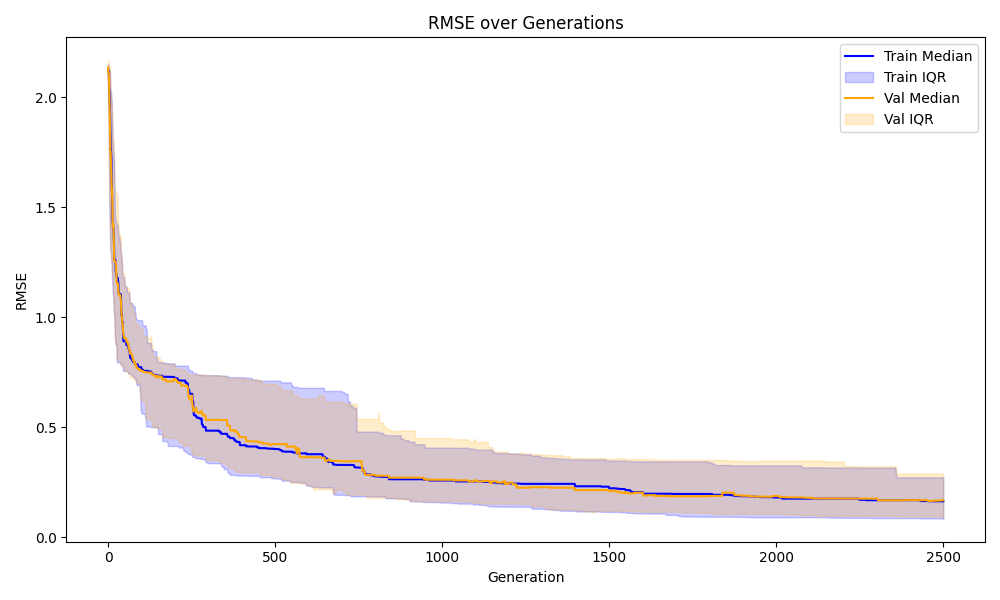 RMSE over Generations
Train Median
Train IQR
Val Median
Val IQR
RMSE
2.0
1.5
1.0
0.5
0.0
0 500 1000 1500 2000 2500
Generation